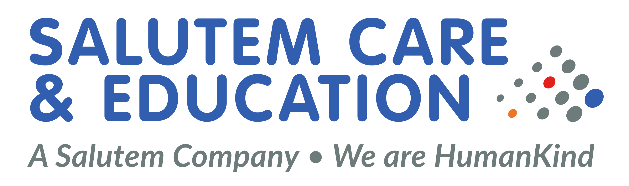 SALUTEM CARE
& EDUCATION
A Salutem Company • We are HumanKind